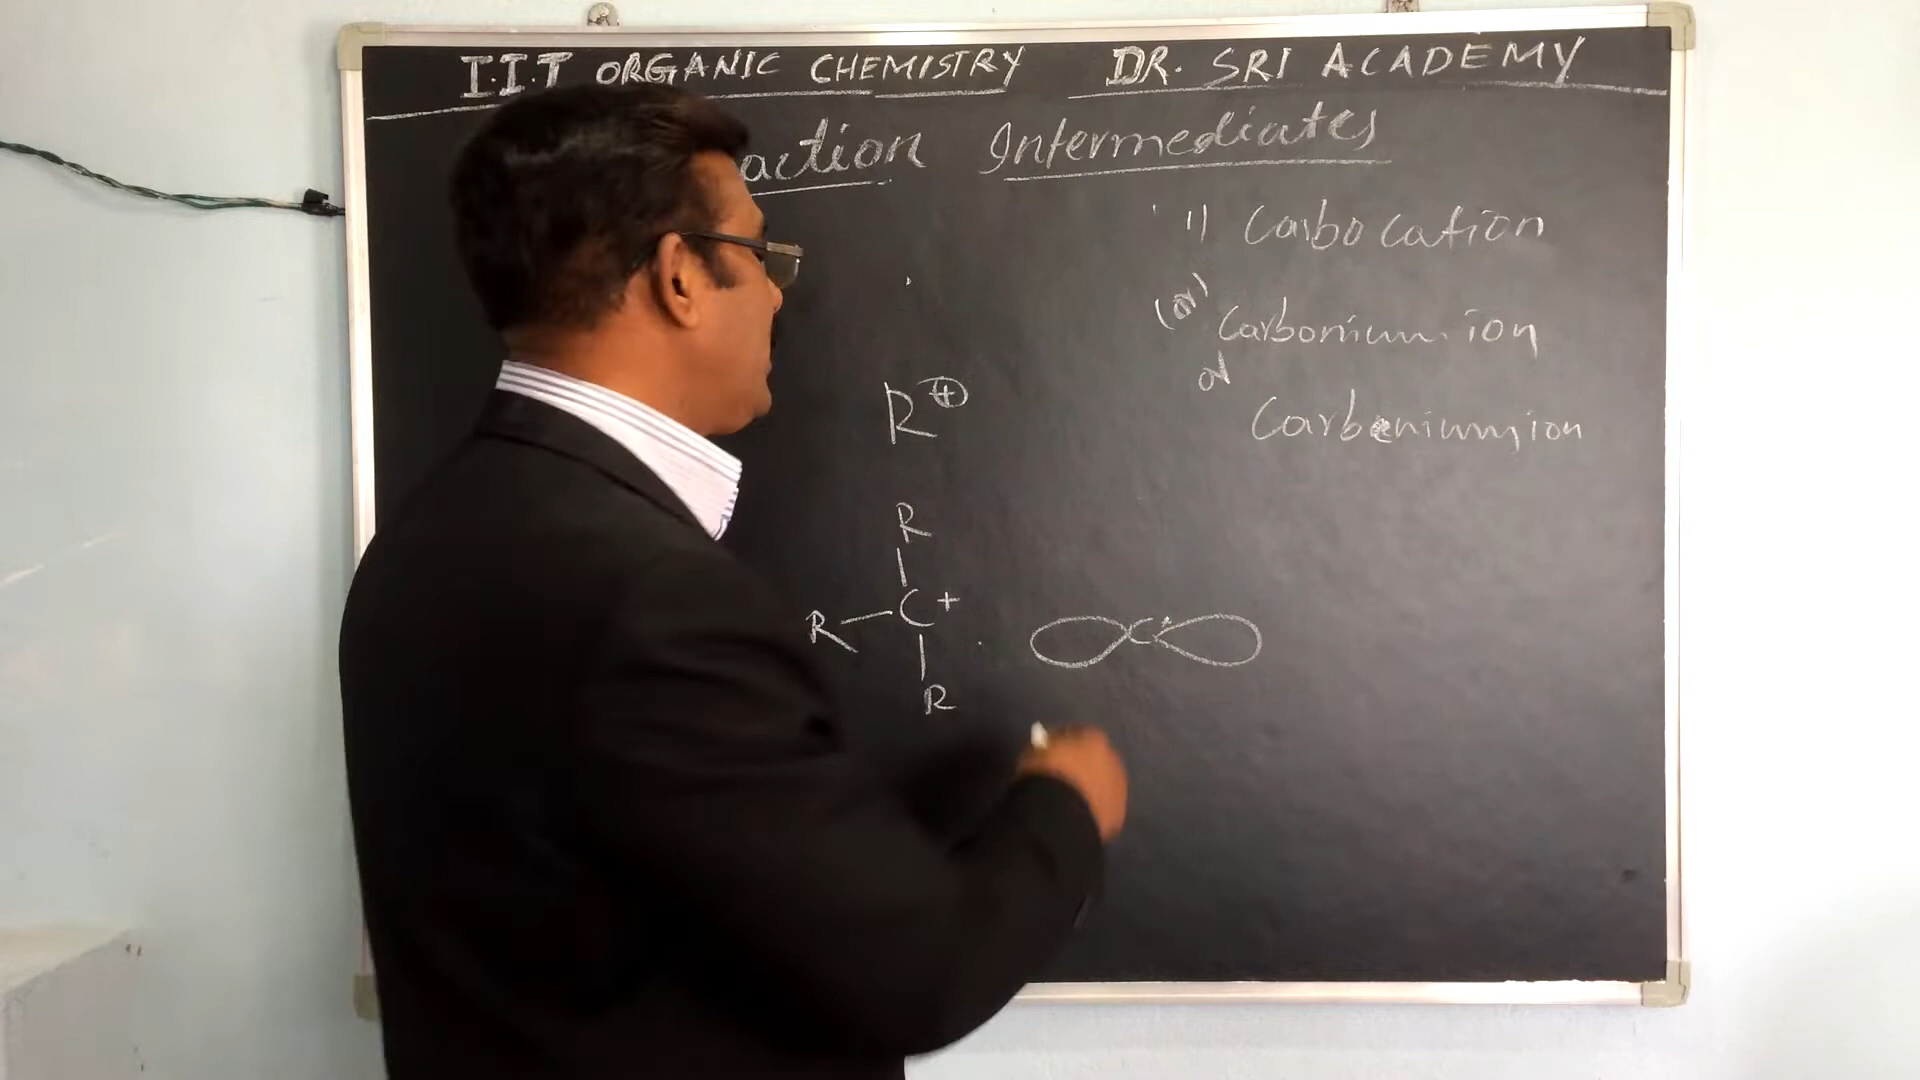 I.I.T ORGANIC CHEMISTRY DR. SRI ACADEMY
action Intermediates
1) Carbocation
(or) Carbonium ion
or
Carbenium ion
R⊕
R
R—C+
R
C+